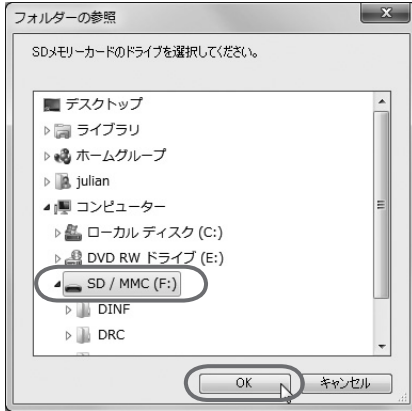 フォルダーの参照
x
SDメモリーカードのドライブを選択してください。
デスクトップ
ライブラリ
ホームグループ
julian
コンピューター
ローカル ディスク (C:)
DVD RW ドライブ (E:)
SD / MMC (F:)
DINF
DRC
OK キャンセル